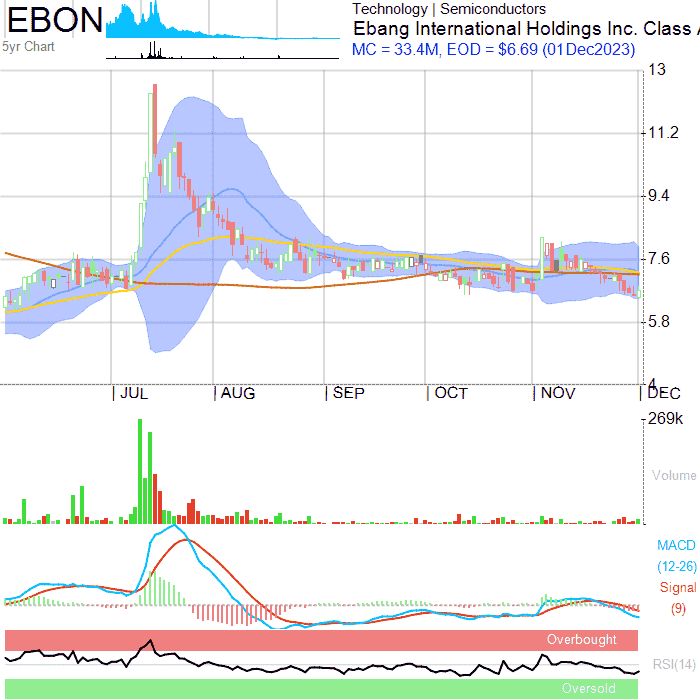 EBON
5yr Chart
Technology | Semiconductors
Ebang International Holdings Inc. Class A
MC = 33.4M, EOD = $6.69 (01Dec2023)
13
11.2
9.4
7.6
5.8
4
JUL AUG SEP OCT NOV DEC
269k
Volume
MACD
(12-26)
Signal
(9)
Overbought
RSI(14)
Oversold